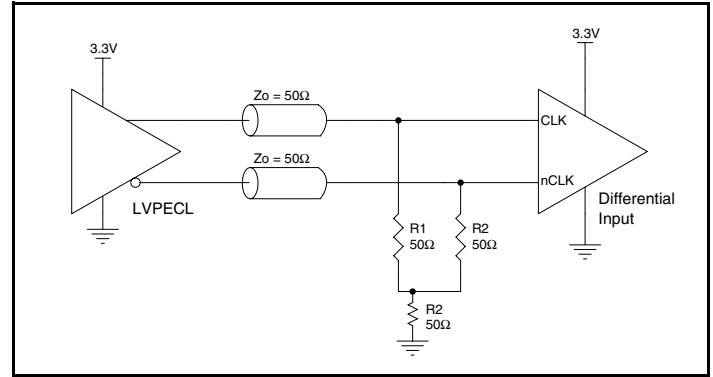 3.3V
3.3V
Zo = 50Ω
CLK
Zo = 50Ω
nCLK
LVPECL
Differential
Input
R1
50Ω
R2
50Ω
R2
50Ω